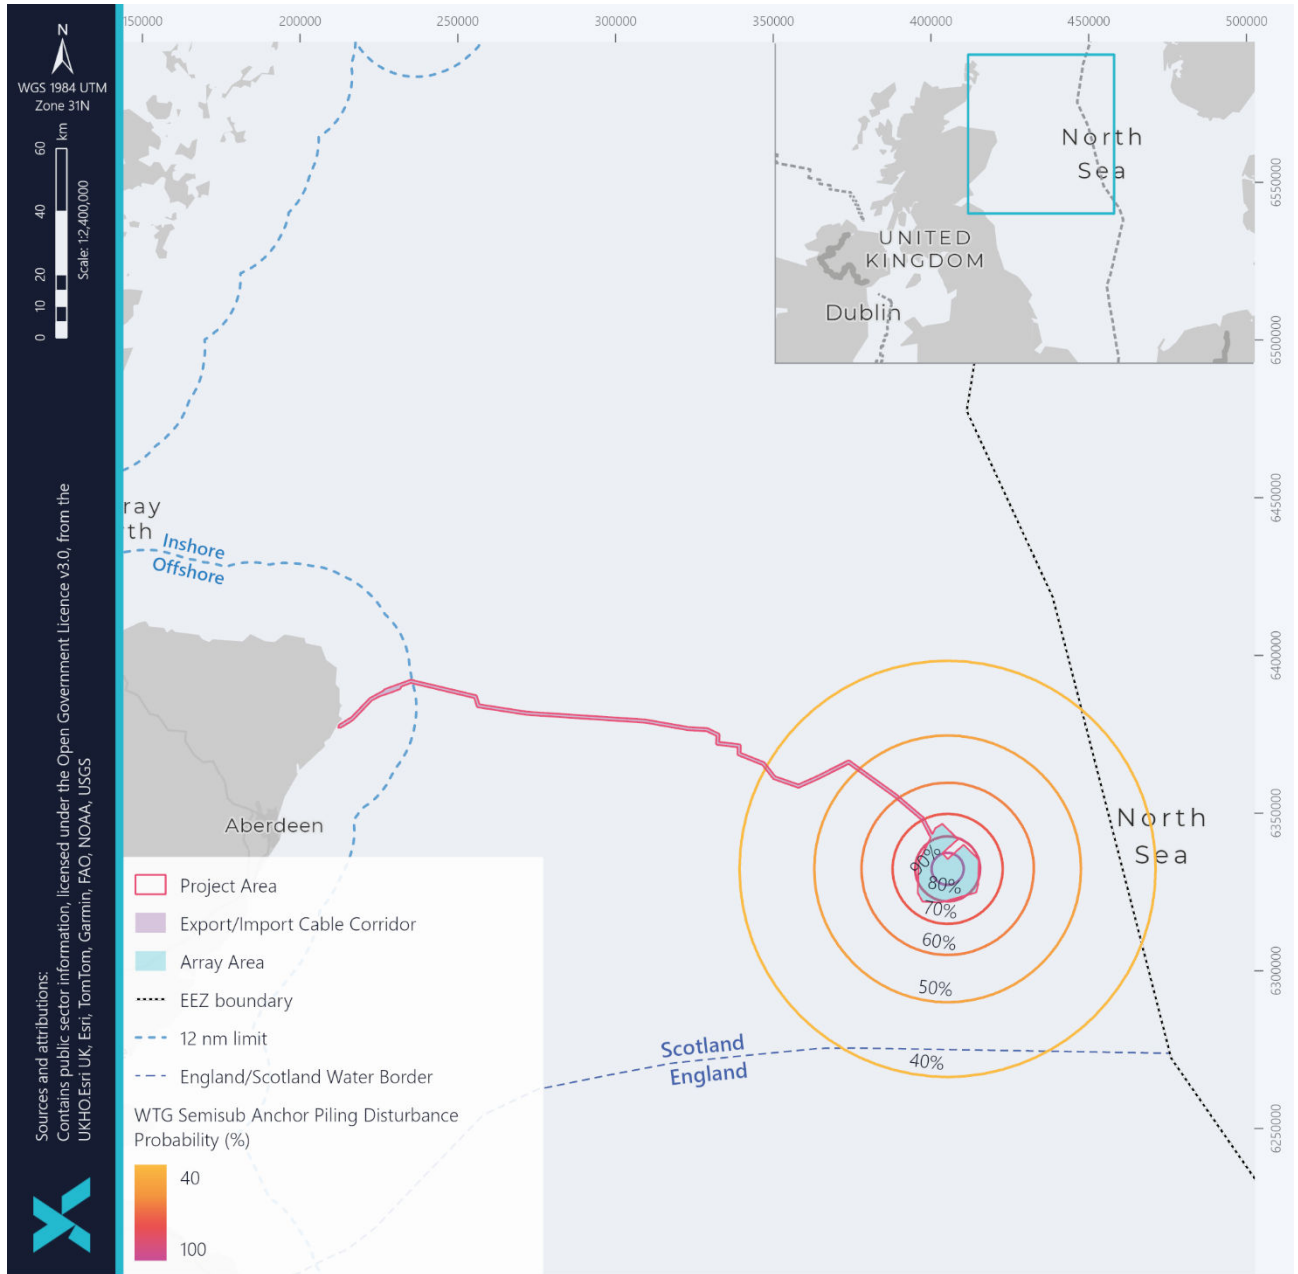 150000 200000 250000 300000 350000 400000 450000 500000
N
WGS 1984 UTM
Zone 31N
km
0 10 20 40 60
Scale: 1:2,400,000
Sources and attributions:
Contains public sector information, licensed under the Open Government Licence v3.0, from the
UKHO.Esri UK, Esri, TomTom, Garmin, FAO, NOAA, USGS
North
Sea
UNITED
KINGDOM
Dublin
6550000
6500000
6450000
6400000
6350000
6300000
6250000
ray
th
Inshore
Offshore
Aberdeen
North
Sea
90%
80%
70%
60%
50%
40%
Scotland
England
Project Area
Export/Import Cable Corridor
Array Area
EEZ boundary
12 nm limit
England/Scotland Water Border
WTG Semisub Anchor Piling Disturbance
Probability (%)
40
100